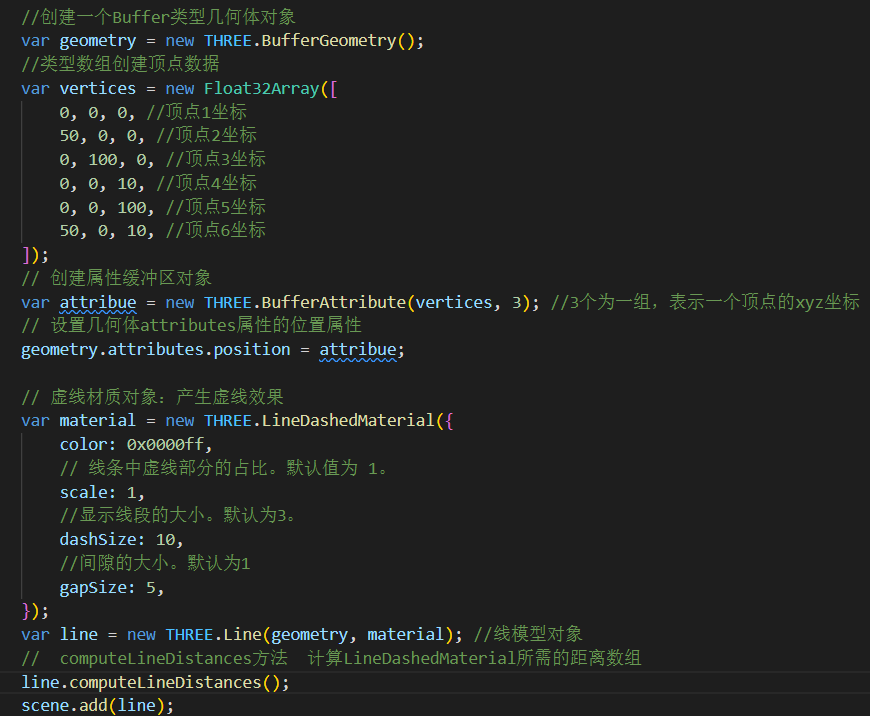 //创建一个Buffer类型几何体对象
var geometry = new THREE.BufferGeometry();
//类型数组创建顶点数据
var vertices = new Float32Array([
0, 0, 0, //顶点1坐标
50, 0, 0, //顶点2坐标
0, 100, 0, //顶点3坐标
0, 0, 10, //顶点4坐标
0, 0, 100, //顶点5坐标
50, 0, 10, //顶点6坐标
]);
// 创建属性缓冲区对象
var attribue = new THREE.BufferAttribute(vertices, 3); //3个为一组，表示一个顶点的xyz坐标
// 设置几何体attributes属性的位置属性
geometry.attributes.position = attribue;
// 虚线材质对象：产生虚线效果
var material = new THREE.LineDashedMaterial({
color: 0x0000ff,
// 线条中虚线部分的占比。默认值为 1。
scale: 1,
//显示线段的大小。默认为3。
dashSize: 10,
//间隙的大小。默认为1
gapSize: 5,
});
var line = new THREE.Line(geometry, material); //线模型对象
//  computeLineDistances方法  计算LineDashedMaterial所需的距离数组
line.computeLineDistances();
scene.add(line);